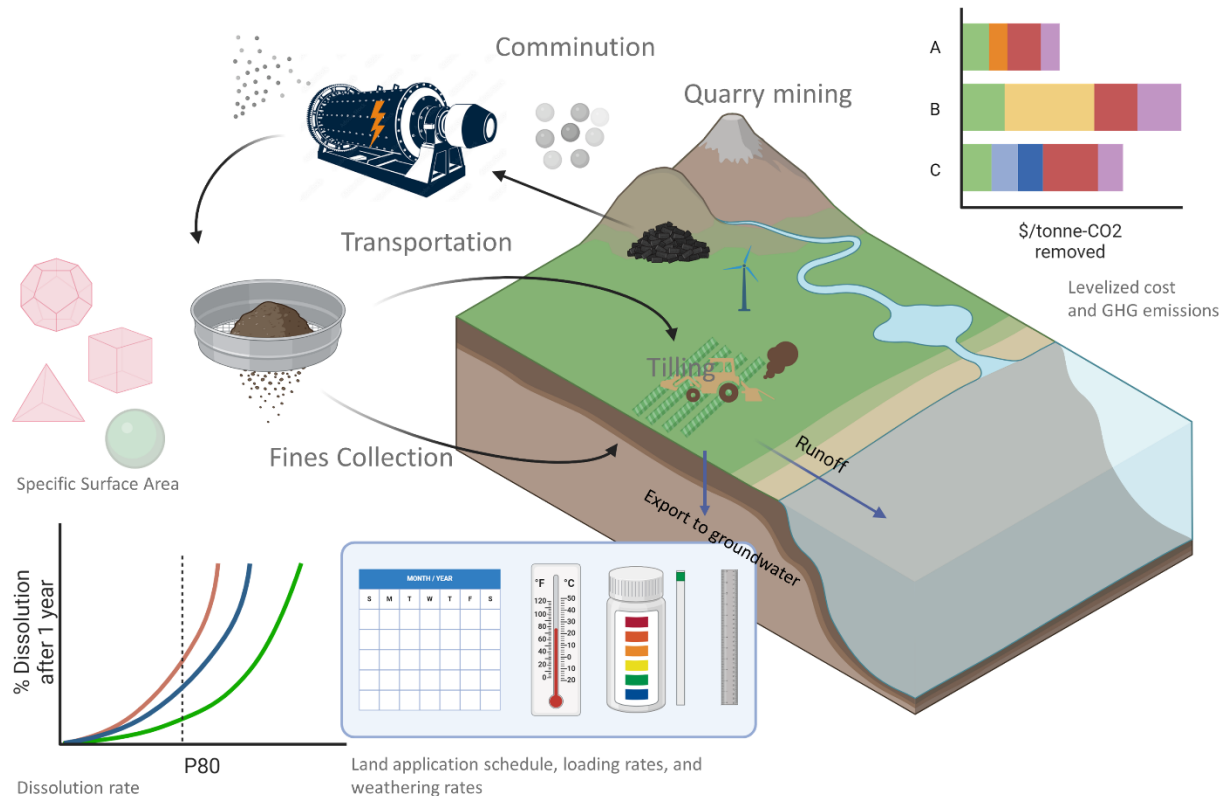 Comminution
Quarry mining
A
B
C
$/tonne-CO2
removed
Levelized cost
and GHG emissions
Transportation
Tilling
Fines Collection
Specific Surface Area
Runoff
Export to groundwater
% Dissolution
after 1 year
P80
Dissolution rate
MONTH / YEAR
S M T W T F S
°F °C
120 50
100 40
80 30
60 20
40 10
20 0
0 -10
-20
Land application schedule, loading rates, and
weathering rates